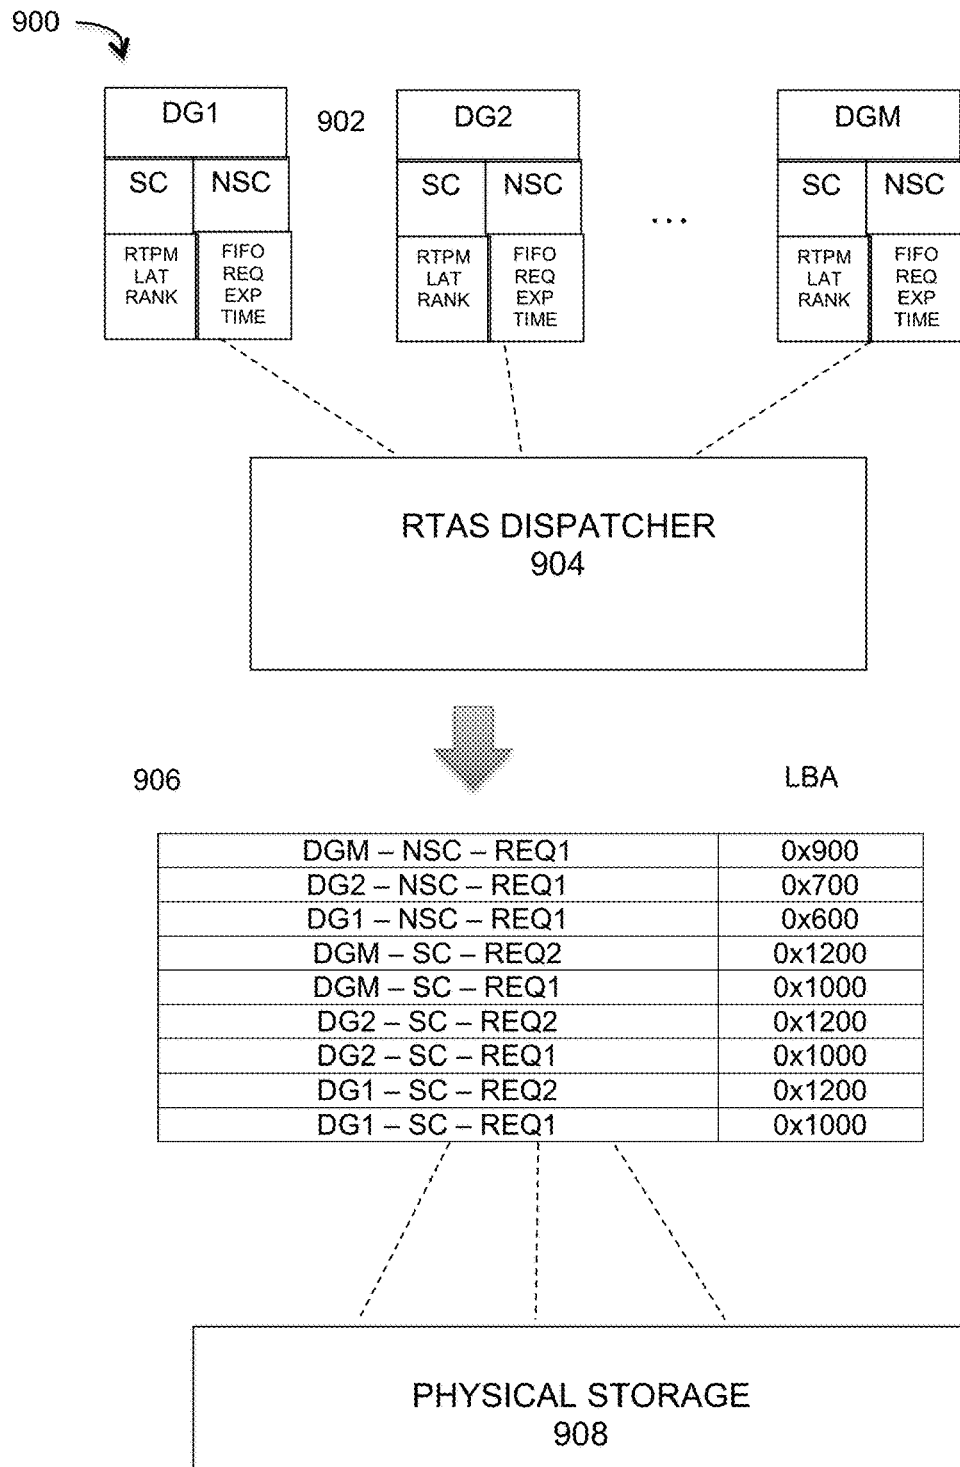 900
DG1 902 DG2 DGM
SC NSC SC NSC ... SC NSC
RTPM LAT RANK
FIFO REQ EXP TIME
RTPM LAT RANK
FIFO REQ EXP TIME
RTPM LAT RANK
FIFO REQ EXP TIME
RTAS DISPATCHER
904
906 LBA
DGM – NSC – REQ1 0x900
DG2 – NSC – REQ1 0x700
DG1 – NSC – REQ1 0x600
DGM – SC – REQ2 0x1200
DGM – SC – REQ1 0x1000
DG2 – SC – REQ2 0x1200
DG2 – SC – REQ1 0x1000
DG1 – SC – REQ2 0x1200
DG1 – SC – REQ1 0x1000
PHYSICAL STORAGE
908